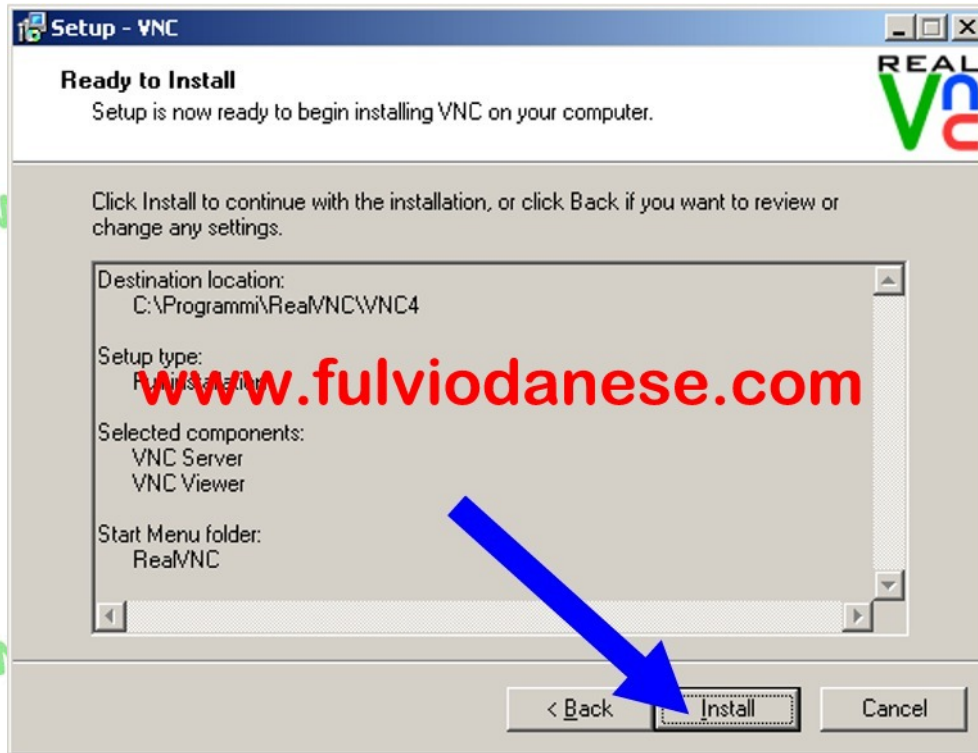 Setup - VNC
Ready to Install
Setup is now ready to begin installing VNC on your computer.
REAL
VNC
Click Install to continue with the installation, or click Back if you want to review or
change any settings.
Destination location:
C:\Programmi\RealVNC\VNC4
Setup type:
Full installation
www.fulviodanese.com
Selected components:
VNC Server
VNC Viewer
Start Menu folder:
RealVNC
< Back
Install
Cancel